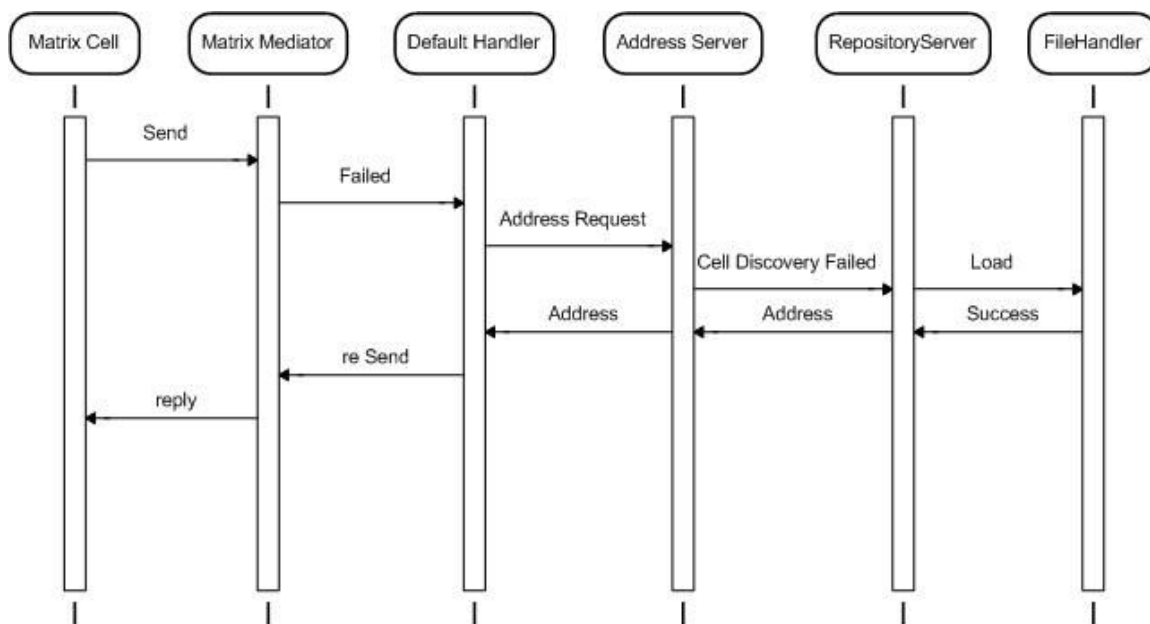 Matrix Cell
Matrix Mediator
Default Handler
Address Server
RepositoryServer
FileHandler
Send
Failed
Address Request
Cell Discovery Failed
Load
Address
Address
Success
re Send
reply